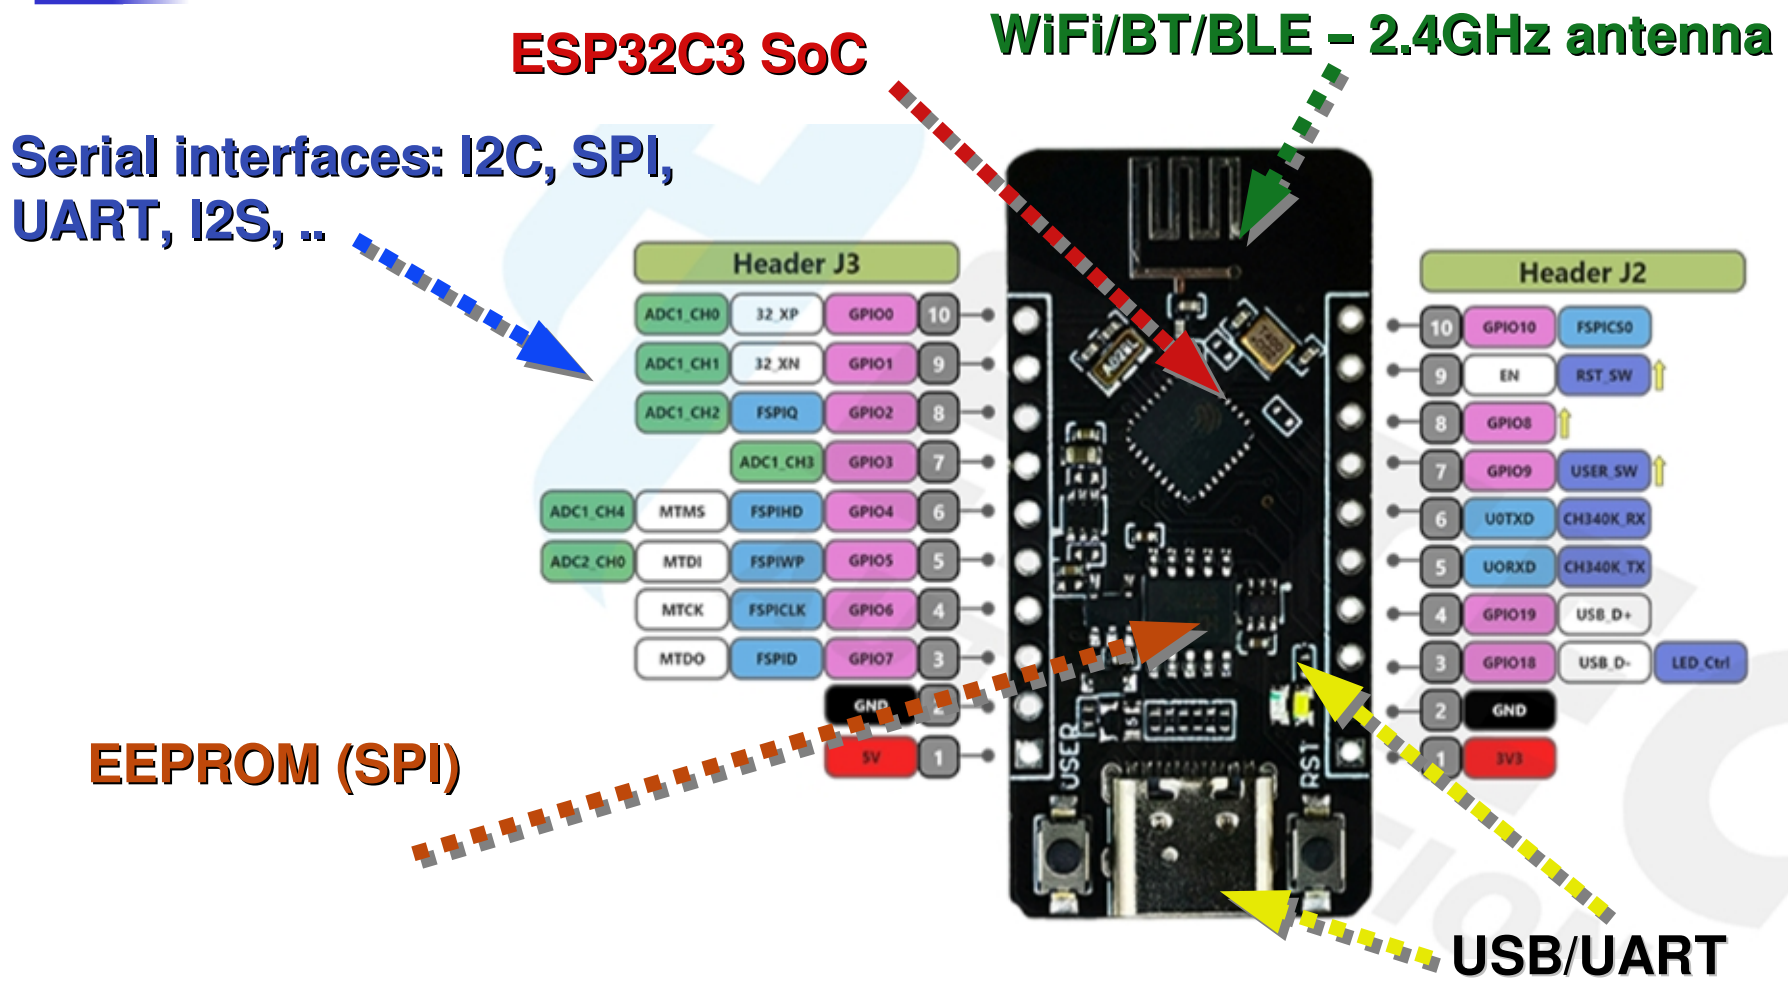 ESP32C3 SoC
WiFi/BT/BLE – 2.4GHz antenna
Serial interfaces: I2C, SPI,
UART, I2S, ..
Header J3
ADC1_CH0 32_XP GPIO0 10
ADC1_CH1 32_XN GPIO1 9
ADC1_CH2 FSPIQ GPIO2 8
ADC1_CH3 GPIO3 7
ADC1_CH4 MTMS FSPIHD GPIO4 6
ADC2_CH0 MTDI FSPIWP GPIO5 5
MTCK FSPICLK GPIO6 4
MTDO FSPID GPIO7 3
GND 2
5V 1
Header J2
10 GPIO10 FSPICS0
9 EN RST_SW
8 GPIO8
7 GPIO9 USER_SW
6 U0TXD CH340K_RX
5 UORXD CH340K_TX
4 GPIO19 USB_D+
3 GPIO18 USB_D- LED_Ctrl
2 GND
1 3V3
USER
RST
EEPROM (SPI)
USB/UART